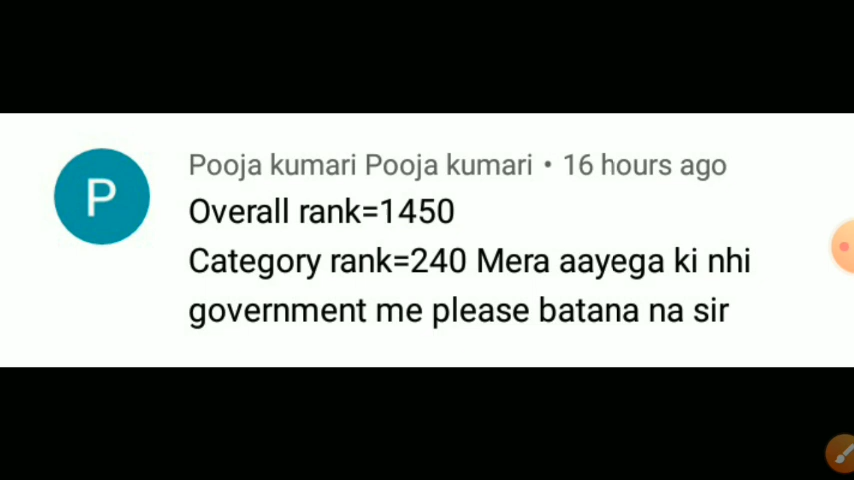 P
Pooja kumari Pooja kumari • 16 hours ago
Overall rank=1450
Category rank=240 Mera aayega ki nhi
government me please batana na sir